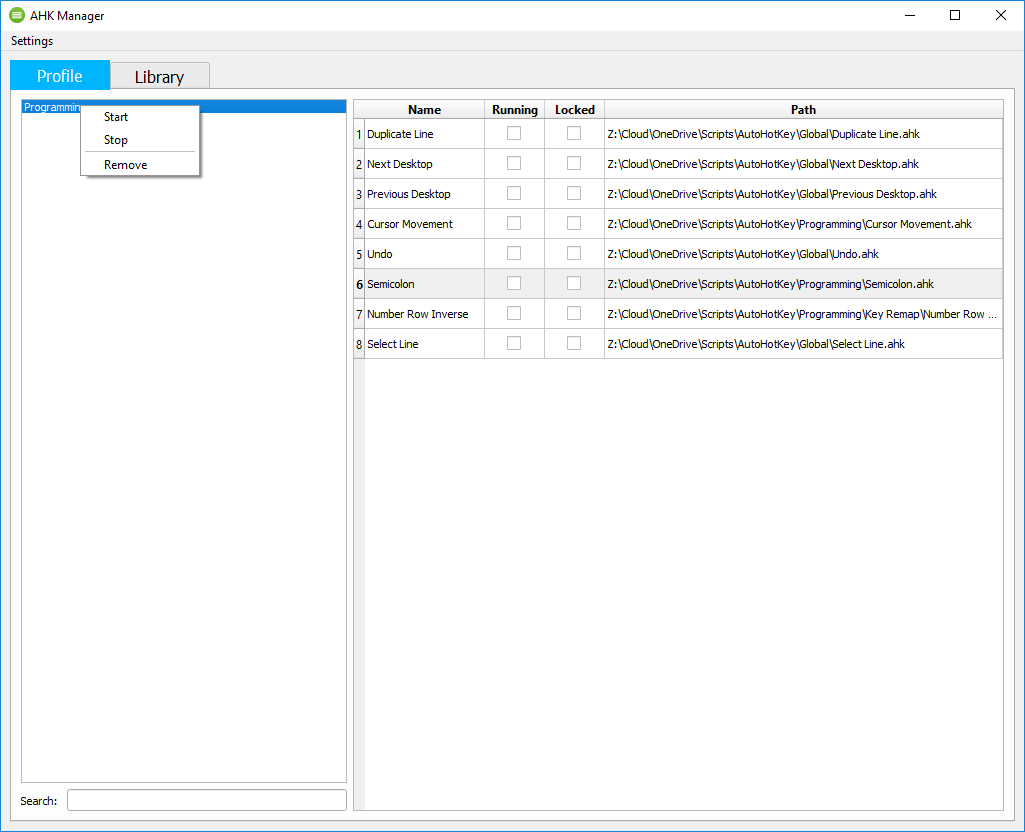 AHK Manager
Settings
Profile Library
Programmin
Start
Stop
Remove
Name Running Locked Path
1 Duplicate Line Z:\Cloud\OneDrive\Scripts\AutoHotKey\Global\Duplicate Line.ahk
2 Next Desktop Z:\Cloud\OneDrive\Scripts\AutoHotKey\Global\Next Desktop.ahk
3 Previous Desktop Z:\Cloud\OneDrive\Scripts\AutoHotKey\Global\Previous Desktop.ahk
4 Cursor Movement Z:\Cloud\OneDrive\Scripts\AutoHotKey\Programming\Cursor Movement.ahk
5 Undo Z:\Cloud\OneDrive\Scripts\AutoHotKey\Global\Undo.ahk
6 Semicolon Z:\Cloud\OneDrive\Scripts\AutoHotKey\Programming\Semicolon.ahk
7 Number Row Inverse Z:\Cloud\OneDrive\Scripts\AutoHotKey\Programming\Key Remap\Number Row ...
8 Select Line Z:\Cloud\OneDrive\Scripts\AutoHotKey\Global\Select Line.ahk
Search: